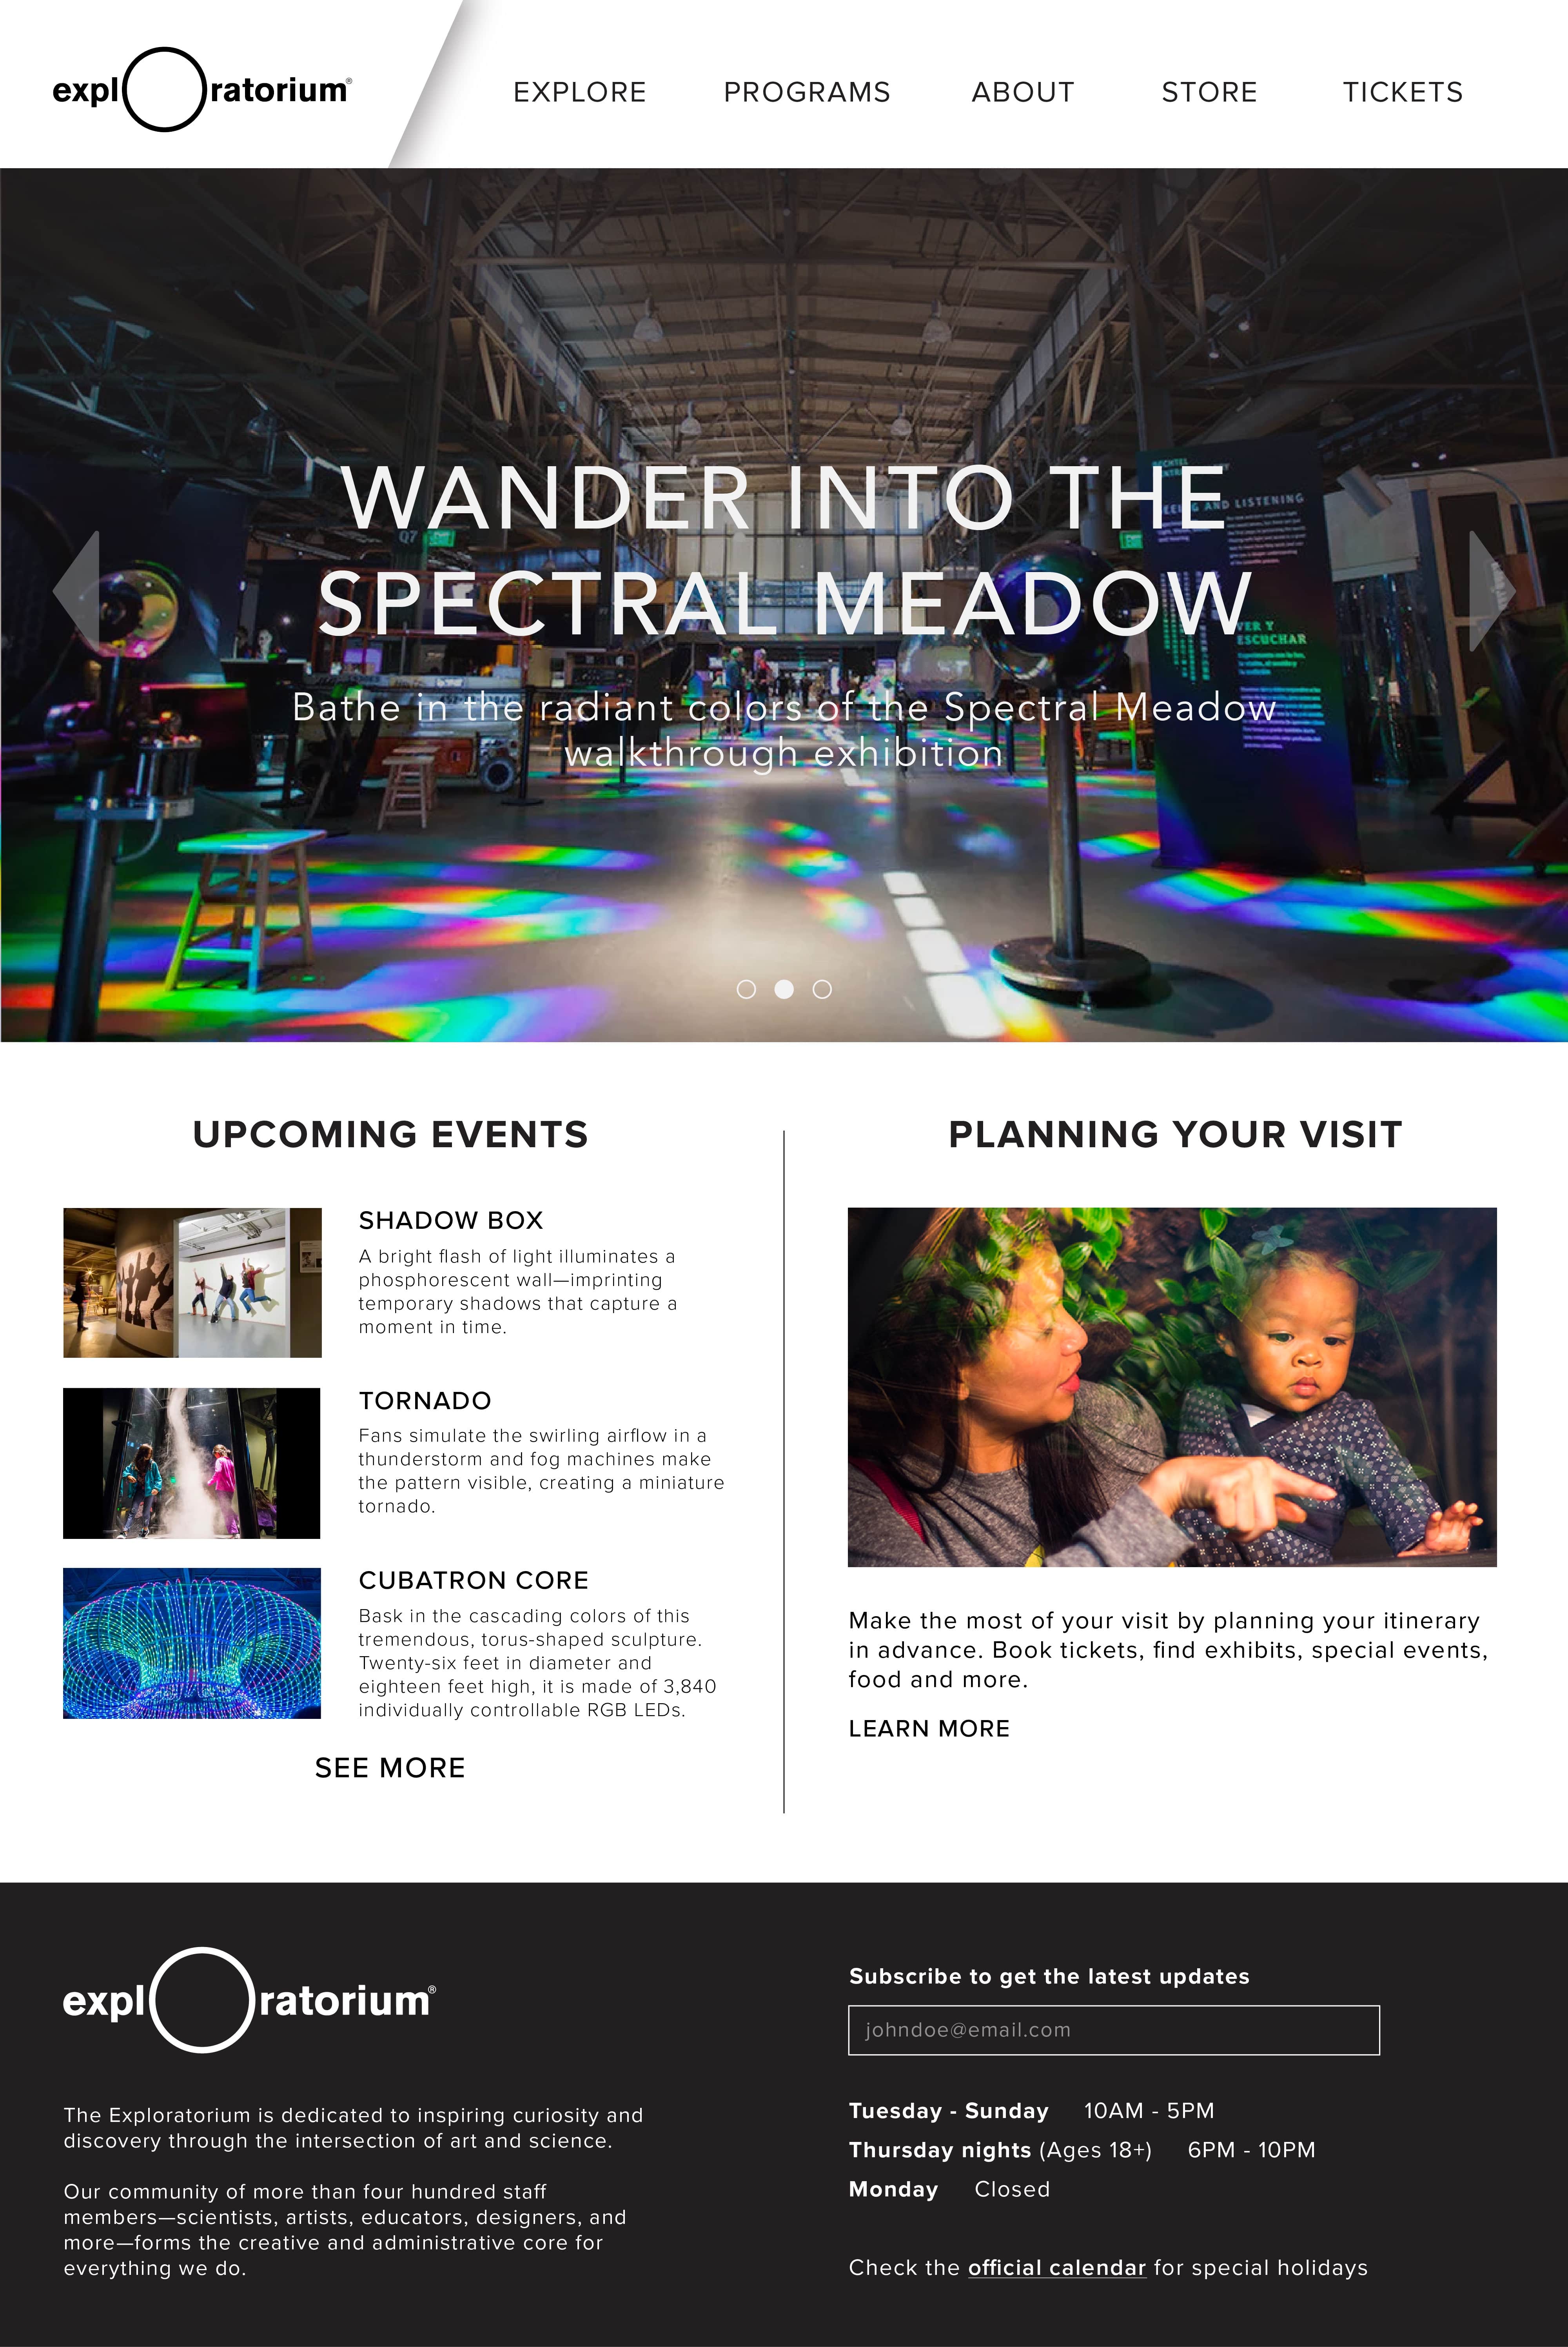 explOratorium®
EXPLORE PROGRAMS ABOUT STORE TICKETS
WANDER INTO THE
SPECTRAL MEADOW
Bathe in the radiant colors of the Spectral Meadow
walkthrough exhibition
Q7
AND LISTENING
VER Y
ESCUCHAR
UPCOMING EVENTS
SHADOW BOX
A bright flash of light illuminates a
phosphorescent wall—imprinting
temporary shadows that capture a
moment in time.
TORNADO
Fans simulate the swirling airflow in a
thunderstorm and fog machines make
the pattern visible, creating a miniature
tornado.
CUBATRON CORE
Bask in the cascading colors of this
tremendous, torus-shaped sculpture.
Twenty-six feet in diameter and
eighteen feet high, it is made of 3,840
individually controllable RGB LEDs.
SEE MORE
PLANNING YOUR VISIT
Make the most of your visit by planning your itinerary
in advance. Book tickets, find exhibits, special events,
food and more.
LEARN MORE
explOratorium®
The Exploratorium is dedicated to inspiring curiosity and
discovery through the intersection of art and science.
Our community of more than four hundred staff
members—scientists, artists, educators, designers, and
more—forms the creative and administrative core for
everything we do.
Subscribe to get the latest updates
johndoe@email.com
Tuesday - Sunday 10AM - 5PM
Thursday nights (Ages 18+) 6PM - 10PM
Monday Closed
Check the official calendar for special holidays